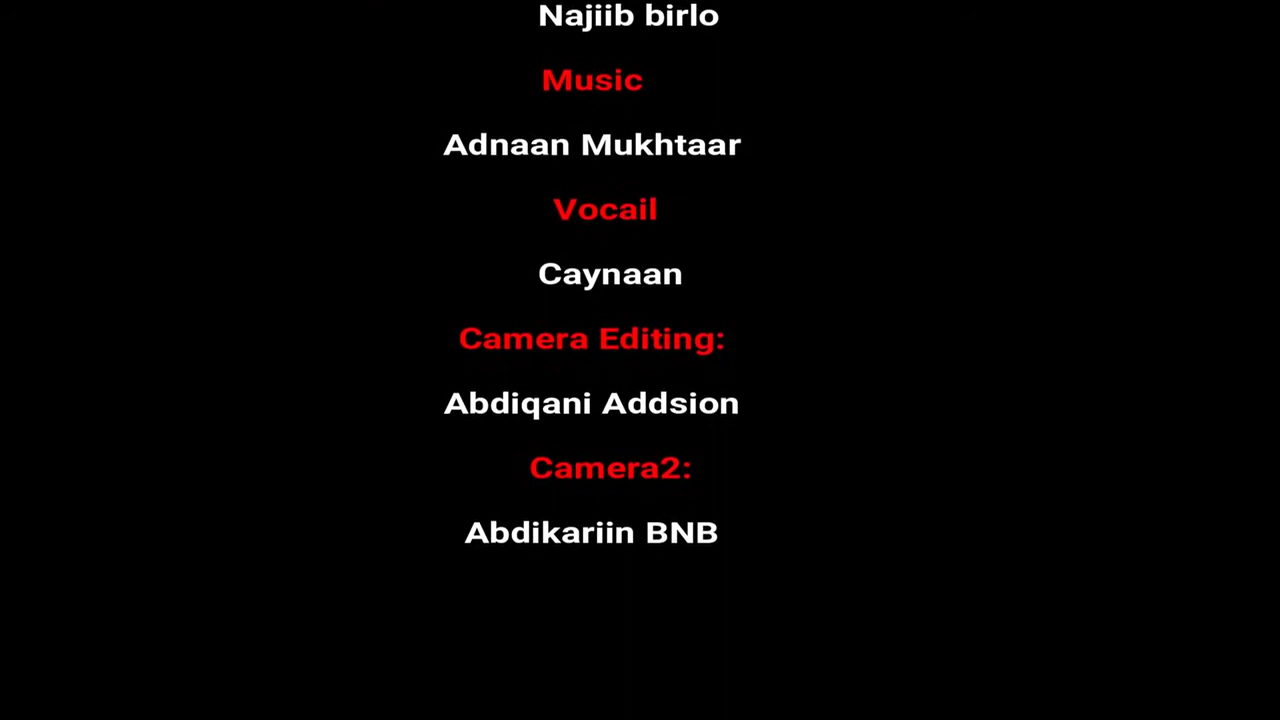 Najiib birlo
Music
Adnaan Mukhtaar
Vocail
Caynaan
Camera Editing:
Abdiqani Addsion
Camera2:
Abdikariin BNB